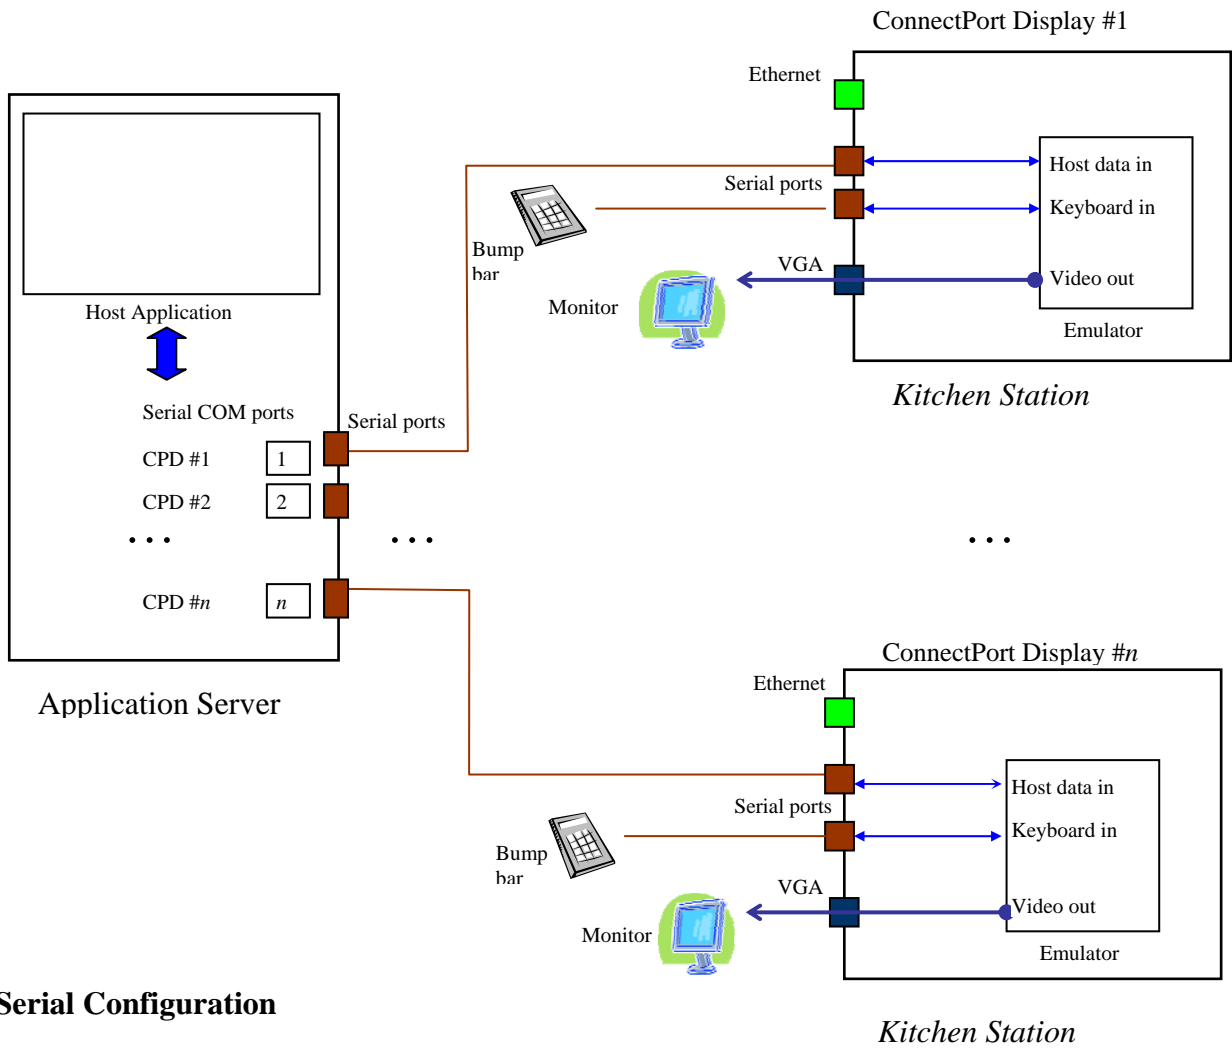 ConnectPort Display #1
Ethernet
Host data in
Serial ports
Keyboard in
Bump
bar
VGA
Video out
Monitor
Emulator
Kitchen Station
Host Application
Serial COM ports
Serial ports
CPD #1
1
CPD #2
2
...
...
...
CPD #n
n
Application Server
ConnectPort Display #n
Ethernet
Host data in
Serial ports
Keyboard in
Bump
bar
VGA
Video out
Monitor
Emulator
Serial Configuration
Kitchen Station